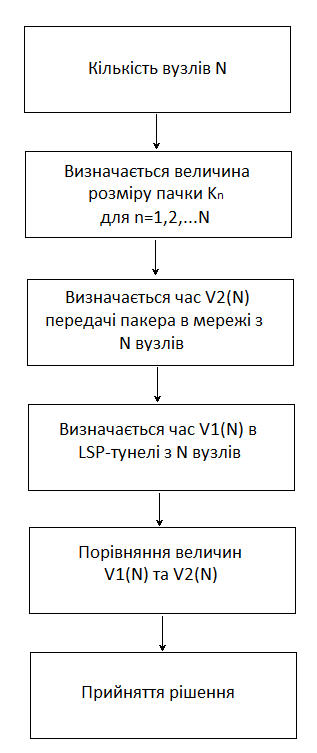 Кількість вузлів N
Визначається величина
розміру пачки Kn
для n=1,2,...N
Визначається час V2(N)
передачі пакера в мережі з
N вузлів
Визначається час V1(N) в
LSP-тунелі з N вузлів
Порівняння величин
V1(N) та V2(N)
Прийняття рішення